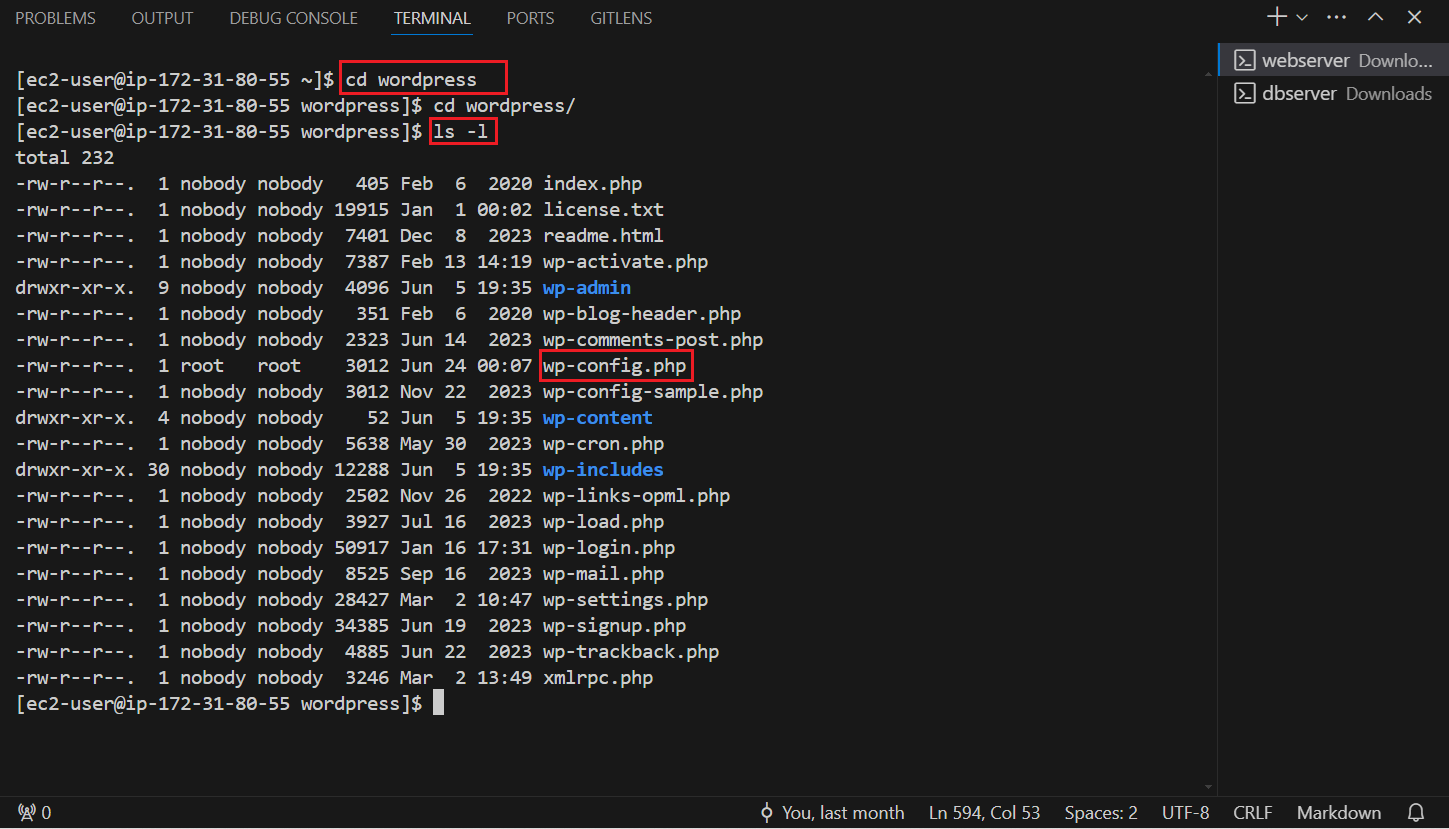 PROBLEMS OUTPUT DEBUG CONSOLE TERMINAL PORTS GITLENS
[ec2-user@ip-172-31-80-55 ~]$ cd wordpress
[ec2-user@ip-172-31-80-55 wordpress]$ cd wordpress/
[ec2-user@ip-172-31-80-55 wordpress]$ ls -l
total 232
-rw-r--r--.  1 nobody nobody   405 Feb  6  2020 index.php
-rw-r--r--.  1 nobody nobody 19915 Jan  1 00:02 license.txt
-rw-r--r--.  1 nobody nobody  7401 Dec  8  2023 readme.html
-rw-r--r--.  1 nobody nobody  7387 Feb 13 14:19 wp-activate.php
drwxr-xr-x.  9 nobody nobody  4096 Jun  5 19:35 wp-admin
-rw-r--r--.  1 nobody nobody   351 Feb  6  2020 wp-blog-header.php
-rw-r--r--.  1 nobody nobody  2323 Jun 14  2023 wp-comments-post.php
-rw-r--r--.  1 root   root    3012 Jun 24 00:07 wp-config.php
-rw-r--r--.  1 nobody nobody  3012 Nov 22  2023 wp-config-sample.php
drwxr-xr-x.  4 nobody nobody    52 Jun  5 19:35 wp-content
-rw-r--r--.  1 nobody nobody  5638 May 30  2023 wp-cron.php
drwxr-xr-x. 30 nobody nobody 12288 Jun  5 19:35 wp-includes
-rw-r--r--.  1 nobody nobody  2502 Nov 26  2022 wp-links-opml.php
-rw-r--r--.  1 nobody nobody  3927 Jul 16  2023 wp-load.php
-rw-r--r--.  1 nobody nobody 50917 Jan 16 17:31 wp-login.php
-rw-r--r--.  1 nobody nobody  8525 Sep 16  2023 wp-mail.php
-rw-r--r--.  1 nobody nobody 28427 Mar  2 10:47 wp-settings.php
-rw-r--r--.  1 nobody nobody 34385 Jun 19  2023 wp-signup.php
-rw-r--r--.  1 nobody nobody  4885 Jun 22  2023 wp-trackback.php
-rw-r--r--.  1 nobody nobody  3246 Mar  2 13:49 xmlrpc.php
[ec2-user@ip-172-31-80-55 wordpress]$
webserver Downlo...
dbserver Downloads
0 You, last month Ln 594, Col 53 Spaces: 2 UTF-8 CRLF Markdown